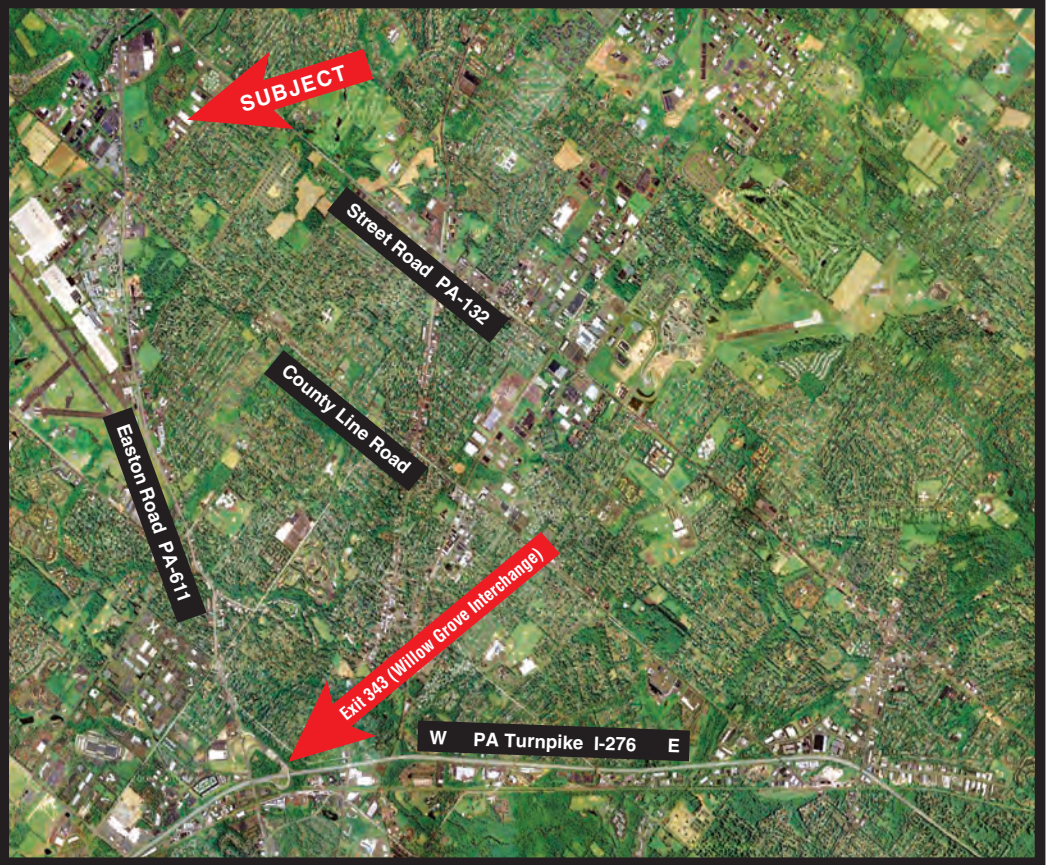 SUBJECT
Street Road PA-132
County Line Road
Easton Road PA-611
Exit 343 (Willow Grove Interchange)
W PA Turnpike I-276 E